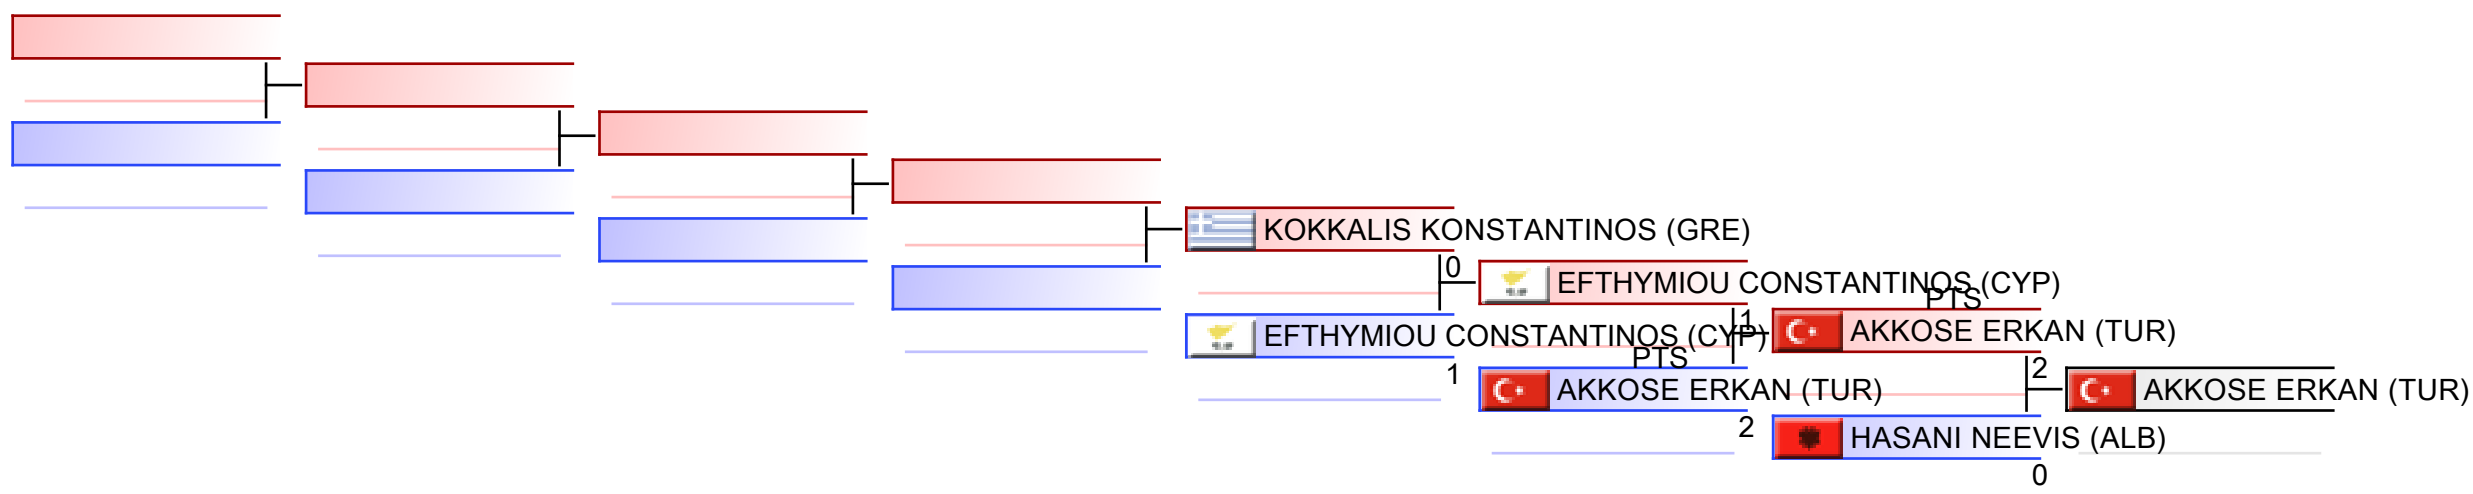 KOKKALIS KONSTANTINOS (GRE)
0
EFTHYMIOU CONSTANTINOS (CYP)
PTS
EFTHYMIOU CONSTANTINOS (CYP)
1
AKKOSE ERKAN (TUR)
PTS
1
AKKOSE ERKAN (TUR)
2
2
AKKOSE ERKAN (TUR)
HASANI NEEVIS (ALB)
0